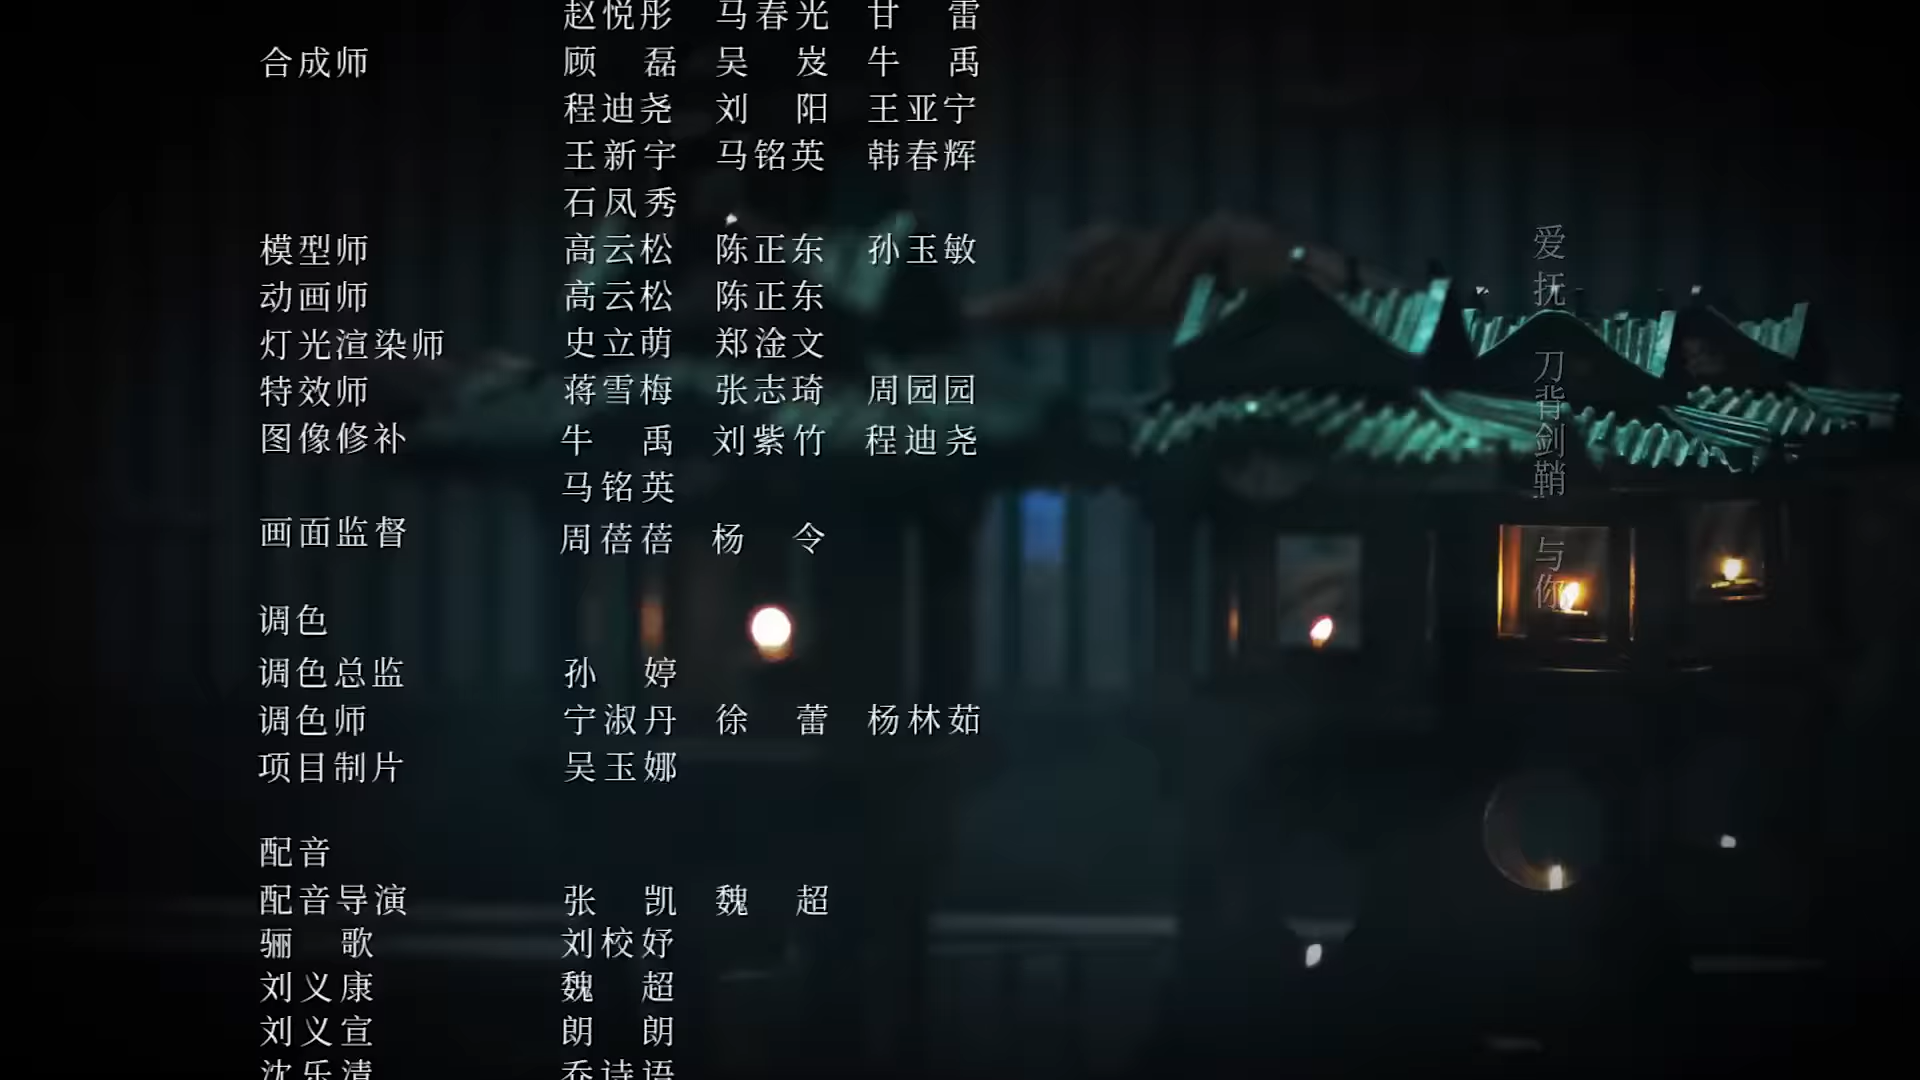 赵悦彤 马春光 甘 雷
合成师 顾 磊 吴 岌 牛 禹
程迪尧 刘 阳 王亚宁
王新宇 马铭英 韩春辉
石凤秀
模型师 高云松 陈正东 孙玉敏
动画师 高云松 陈正东
灯光渲染师 史立萌 郑淦文
特效师 蒋雪梅 张志琦 周园园
图像修补 牛 禹 刘紫竹 程迪尧
马铭英
画面监督 周蓓蓓 杨 令
调色
调色总监 孙 婷
调色师 宁淑丹 徐 蕾 杨林茹
项目制片 吴玉娜
配音
配音导演 张 凯 魏 超
骊 歌 刘校妤
刘义康 魏 超
刘义宣 朗 朗
沈乐清 乔诗语
爱抚 刀背剑鞘 与你